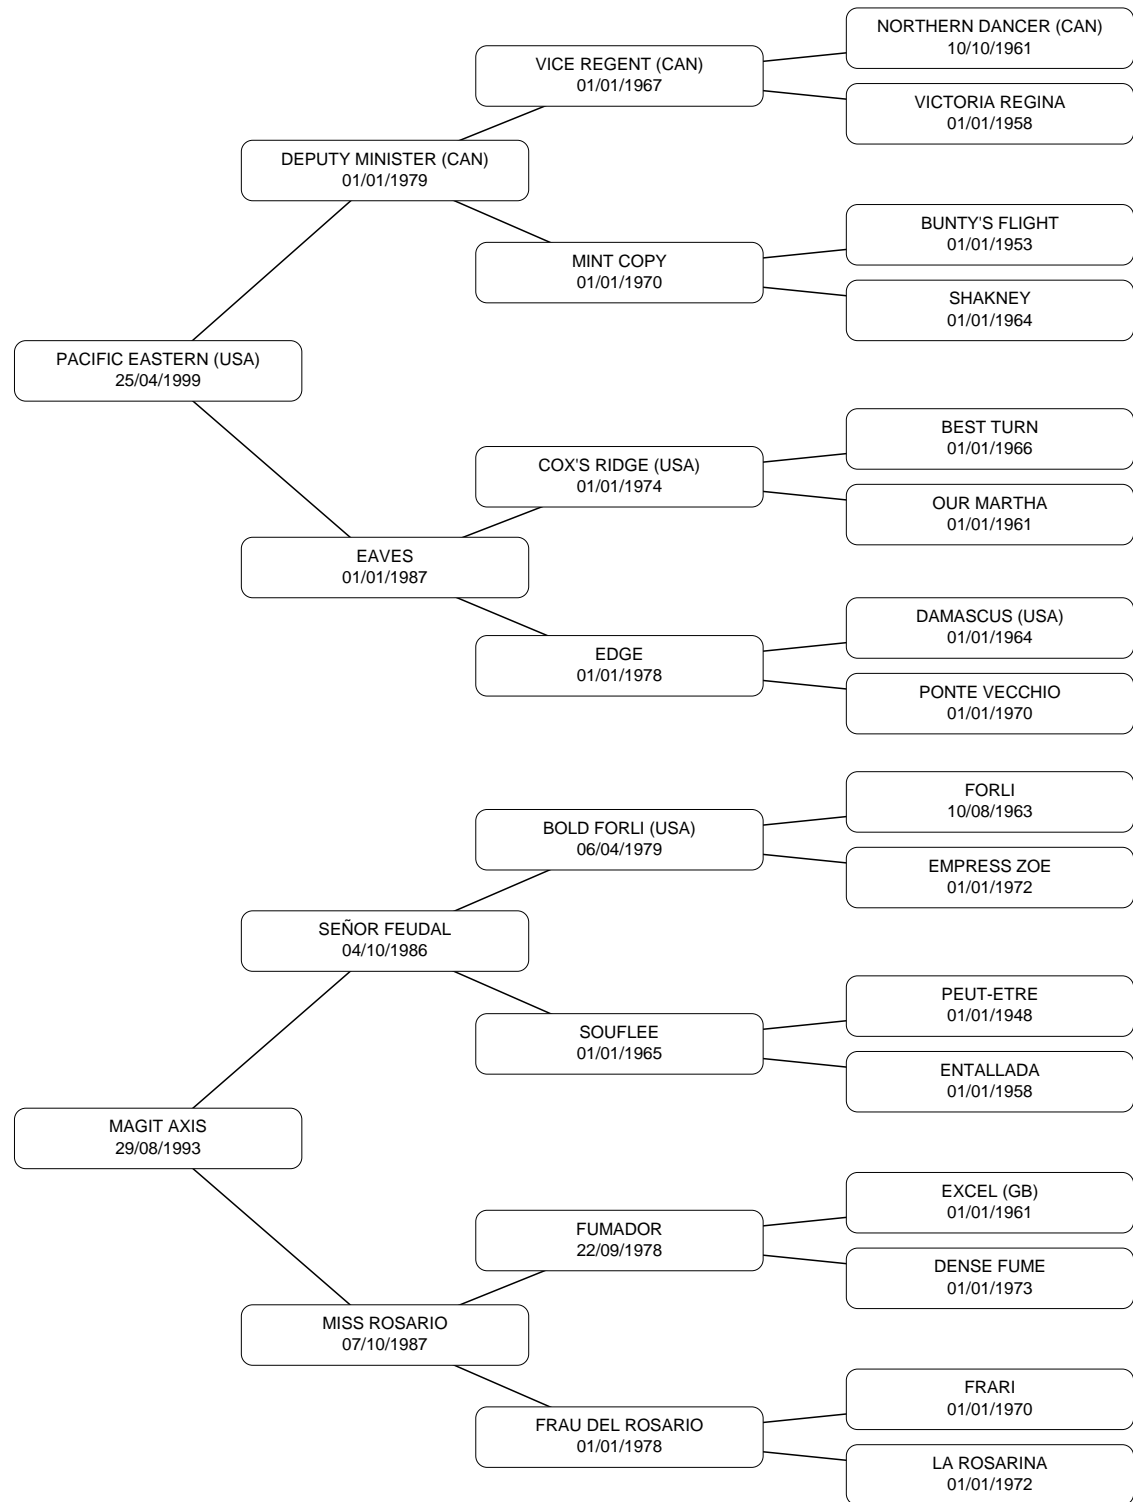 NORTHERN DANCER (CAN)
10/10/1961
VICE REGENT (CAN)
01/01/1967
VICTORIA REGINA
01/01/1958
DEPUTY MINISTER (CAN)
01/01/1979
BUNTY'S FLIGHT
01/01/1953
MINT COPY
01/01/1970
SHAKNEY
01/01/1964
PACIFIC EASTERN (USA)
25/04/1999
BEST TURN
01/01/1966
COX'S RIDGE (USA)
01/01/1974
OUR MARTHA
01/01/1961
EAVES
01/01/1987
DAMASCUS (USA)
01/01/1964
EDGE
01/01/1978
PONTE VECCHIO
01/01/1970
FORLI
10/08/1963
BOLD FORLI (USA)
06/04/1979
EMPRESS ZOE
01/01/1972
SEÑOR FEUDAL
04/10/1986
PEUT-ETRE
01/01/1948
SOUFLEE
01/01/1965
ENTALLADA
01/01/1958
MAGIT AXIS
29/08/1993
EXCEL (GB)
01/01/1961
FUMADOR
22/09/1978
DENSE FUME
01/01/1973
MISS ROSARIO
07/10/1987
FRARI
01/01/1970
FRAU DEL ROSARIO
01/01/1978
LA ROSARINA
01/01/1972